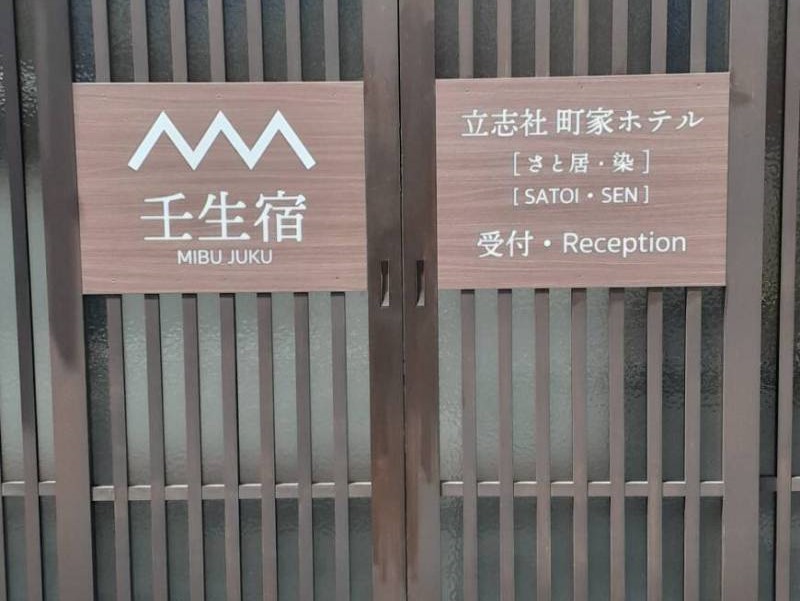 壬生宿
MIBU JUKU
立志社 町家ホテル
[さと居・染]
[SATOI・SEN]
受付・Reception